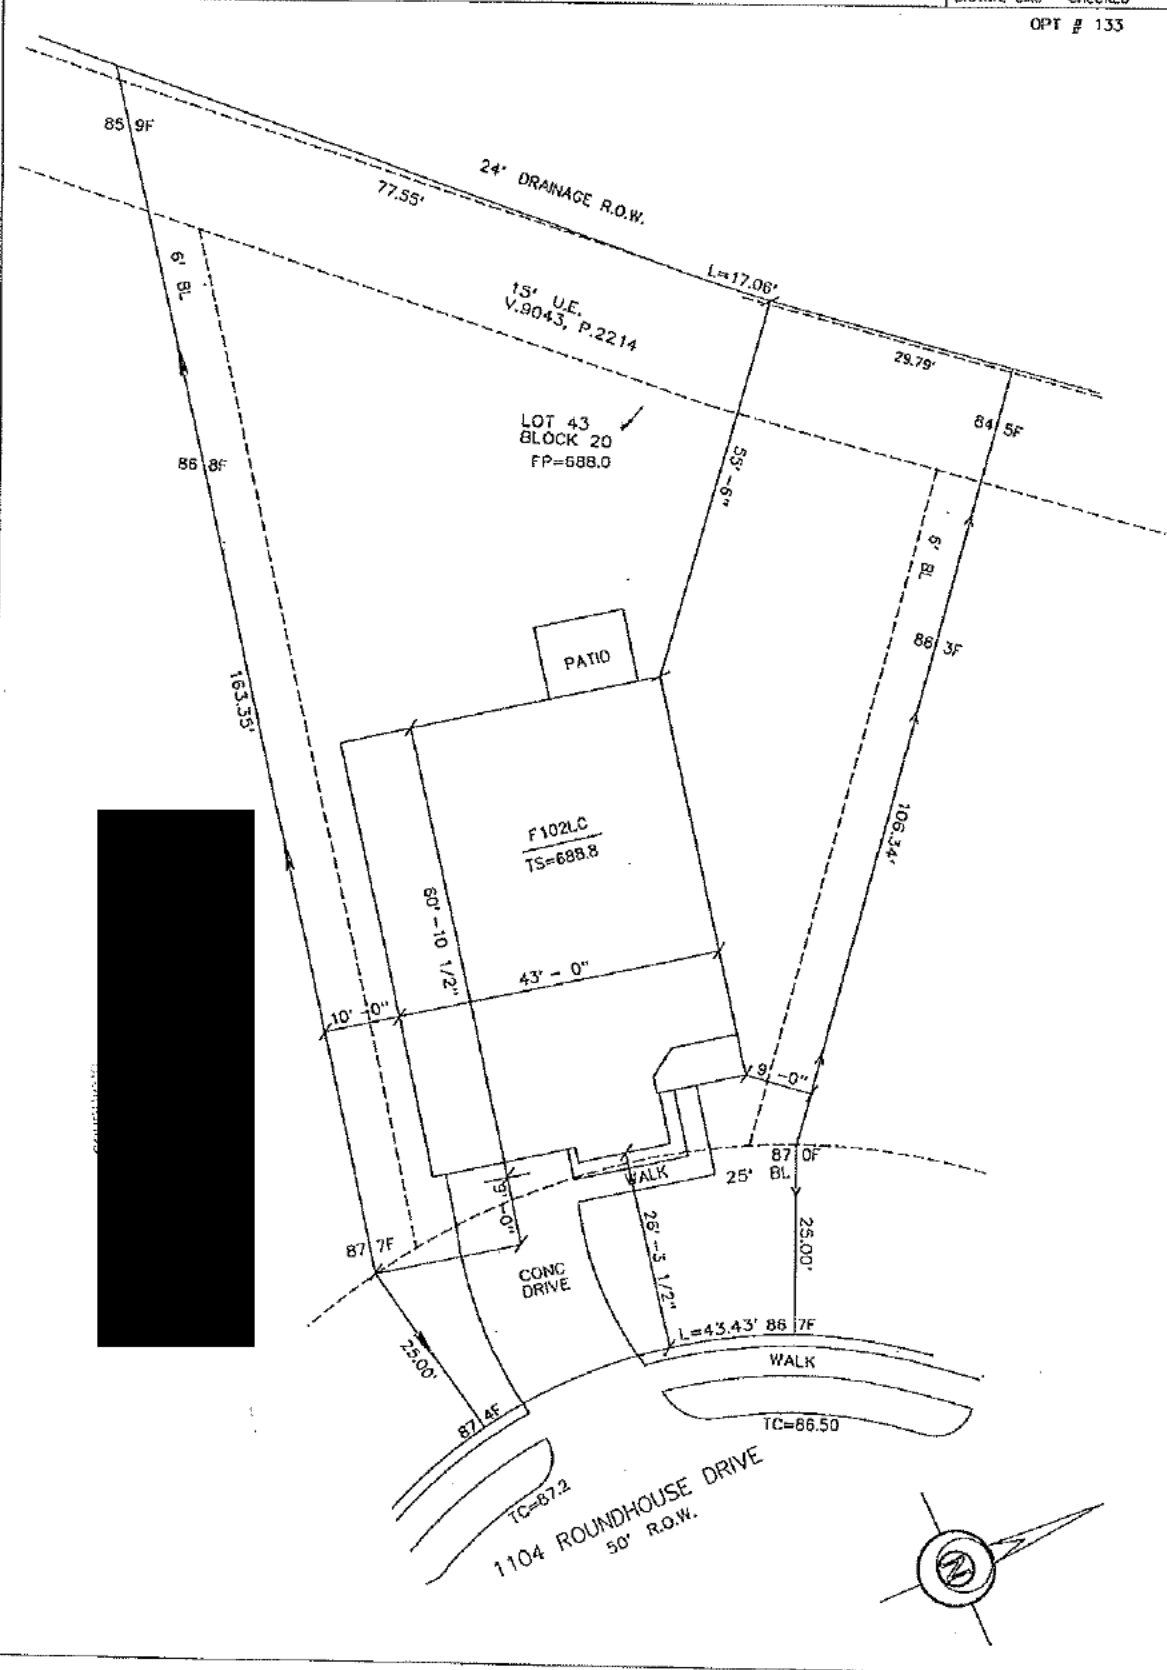 OPT # 133
85 9F
24' DRAINAGE R.O.W.
77.55'
L=17.06'
6' BL
15' U.E.
V.9043, P.2214
29.79'
LOT 43
BLOCK 20
FP=688.0
84 5F
86 8F
55'-6"
6' BL
86 3F
PATIO
163.35'
F102LC
TS=688.8
106.34'
60'-10 1/2"
43' - 0"
10' -0"
9' -0"
87 0F
WALK
25' BL
9'-0"
26'-3 1/2"
25.00'
87 7F
CONC
DRIVE
L=43.43' 86 7F
25.00'
WALK
87 4F
TC=86.50
TC=87.2
1104 ROUNDHOUSE DRIVE
50' R.O.W.
N